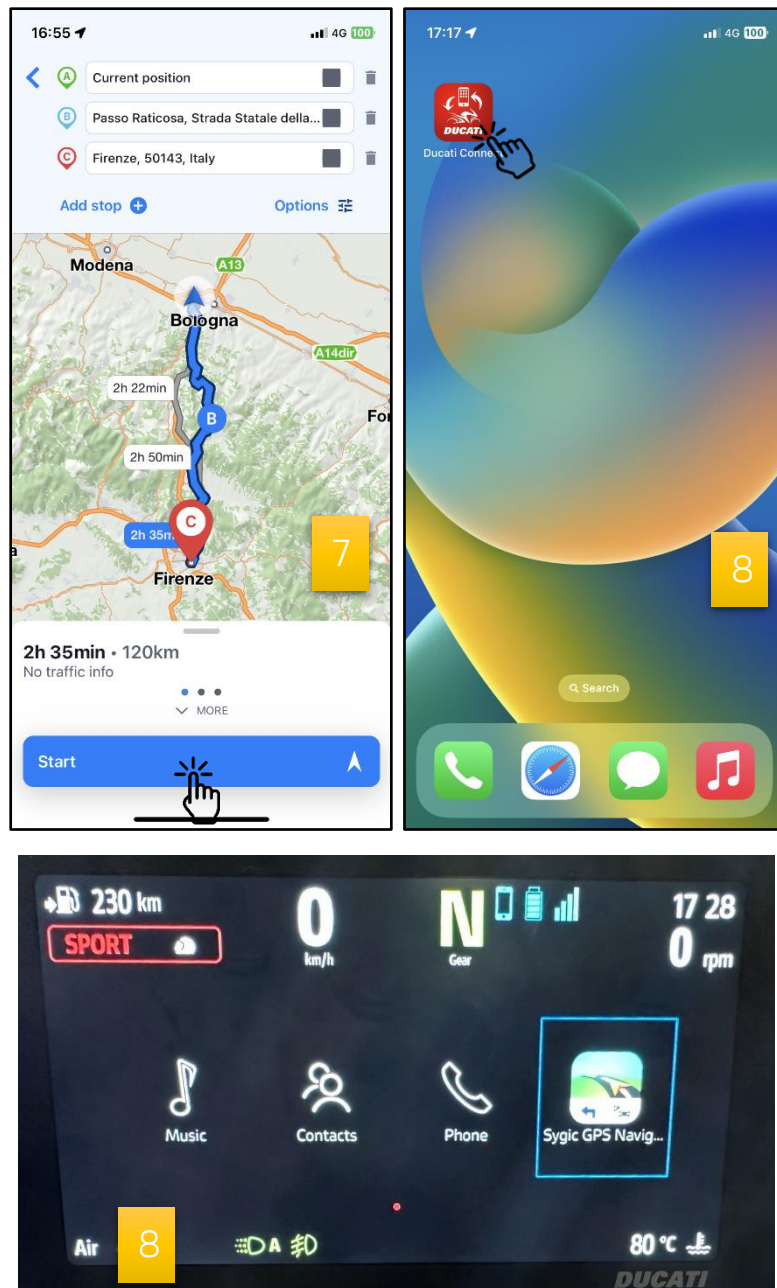 16:55
4G 100
A Current position
B Passo Raticosa, Strada Statale della...
C Firenze, 50143, Italy
Add stop
Options
Modena
A13
Bologna
A14dir
2h 22min
B
Fo
2h 50min
C
2h 35m
Firenze
7
2h 35min • 120km
No traffic info
MORE
Start
17:17
4G 100
DUCATI
Ducati Conne
8
Search
230 km
SPORT
0
km/h
N
Gear
17 28
0 rpm
Music
Contacts
Phone
Sygic GPS Navig...
Air
8
A
80 °C
DUCATI